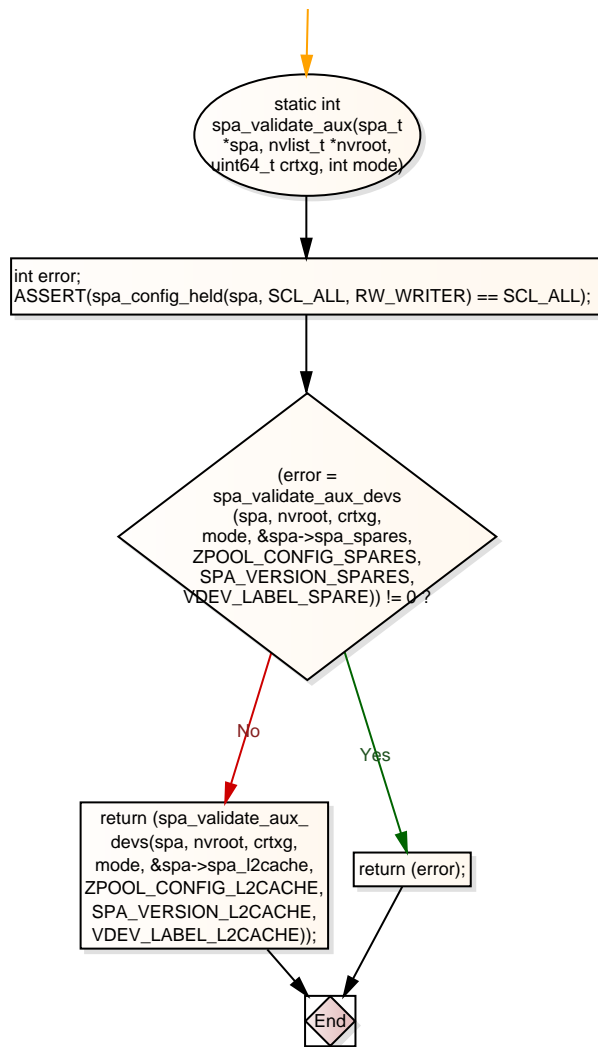 static int
spa_validate_aux(spa_t
*spa, nvlist_t *nvroot,
uint64_t crtxg, int mode)
int error;
ASSERT(spa_config_held(spa, SCL_ALL, RW_WRITER) == SCL_ALL);
(error =
spa_validate_aux_devs
(spa, nvroot, crtxg,
mode, &spa->spa_spares,
ZPOOL_CONFIG_SPARES,
SPA_VERSION_SPARES,
VDEV_LABEL_SPARE)) != 0 ?
No
Yes
return (spa_validate_aux_
devs(spa, nvroot, crtxg,
mode, &spa->spa_l2cache,
ZPOOL_CONFIG_L2CACHE,
SPA_VERSION_L2CACHE,
VDEV_LABEL_L2CACHE));
return (error);
End